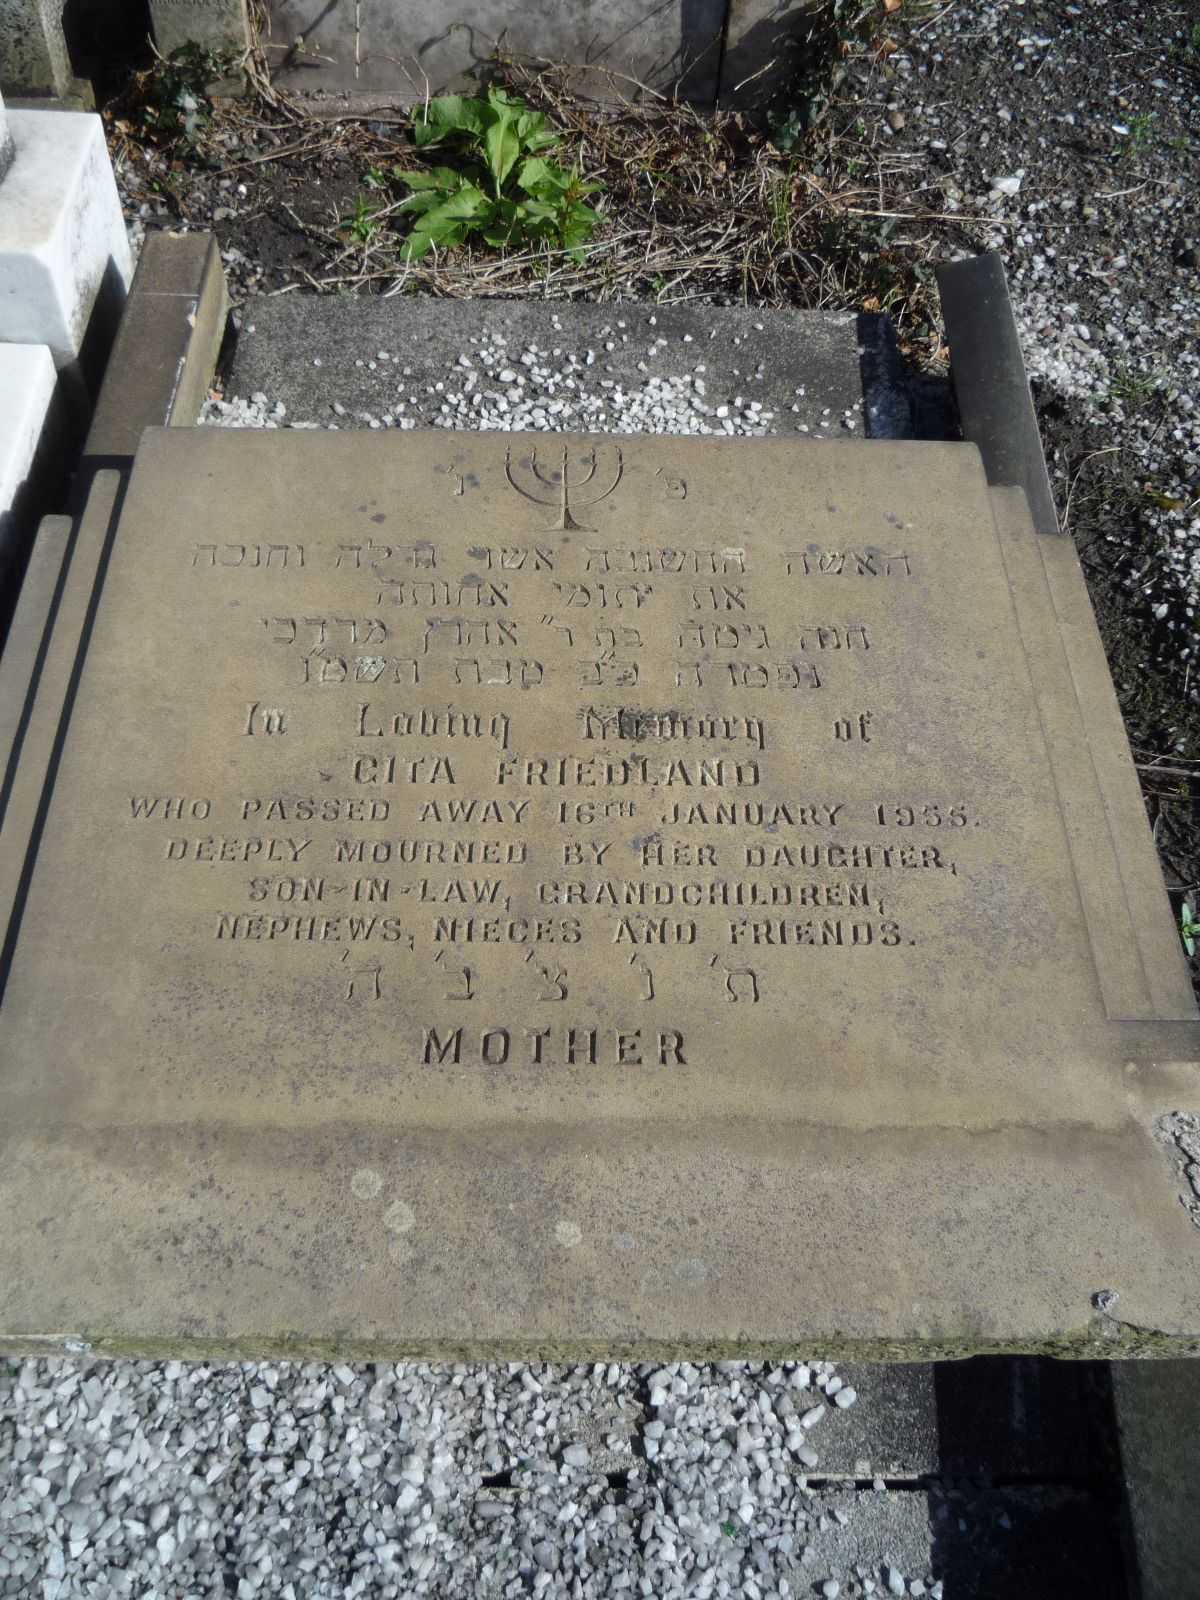 פ׳ נ׳
האשה החשובה אשר גדלה וחנכה
את יתומי אחותה
חנה גיטה בת ר״ אהרן מרדכי
נפטרה כ״ב טבת תשט״ו
In Loving Memory of
GITA FRIEDLAND
WHO PASSED AWAY 16TH JANUARY 1955.
DEEPLY MOURNED BY HER DAUGHTER,
SON-IN-LAW, GRANDCHILDREN,
NEPHEWS, NIECES AND FRIENDS.
ת׳ נ׳ צ׳ ב׳ ה׳
MOTHER